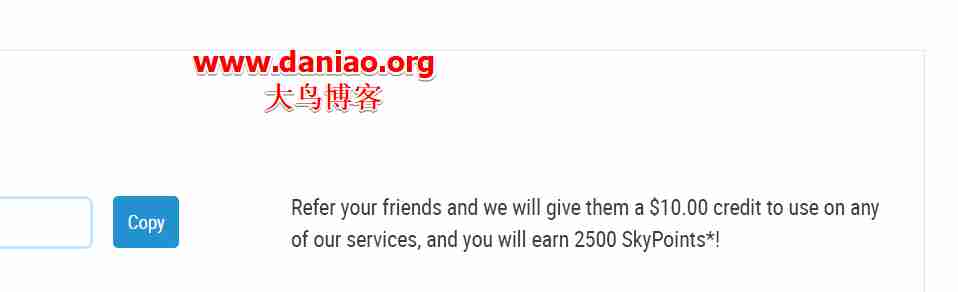 www.daniao.org
大鸟博客
Copy
Refer your friends and we will give them a $10.00 credit to use on any
of our services, and you will earn 2500 SkyPoints*!